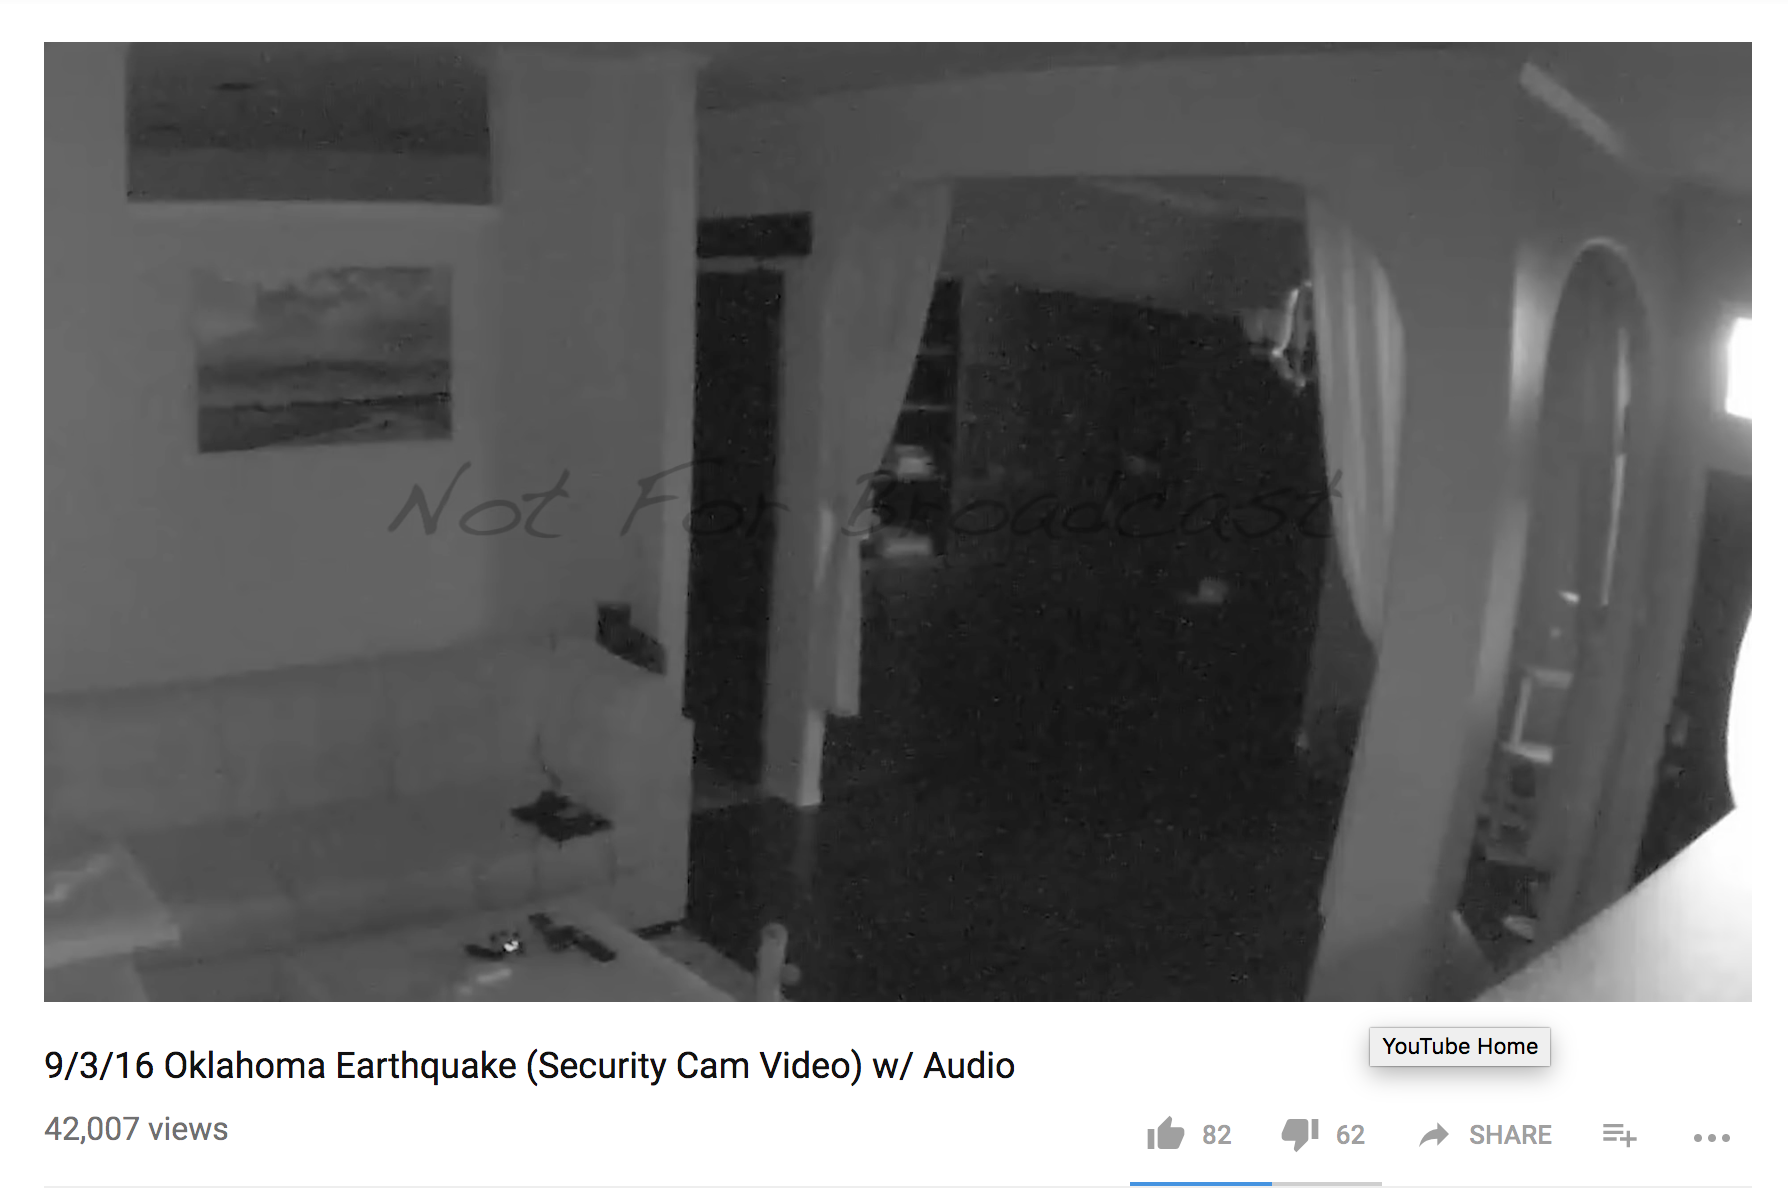 Not For Broadcast
9/3/16 Oklahoma Earthquake (Security Cam Video) w/ Audio
YouTube Home
42,007 views
82
62
SHARE